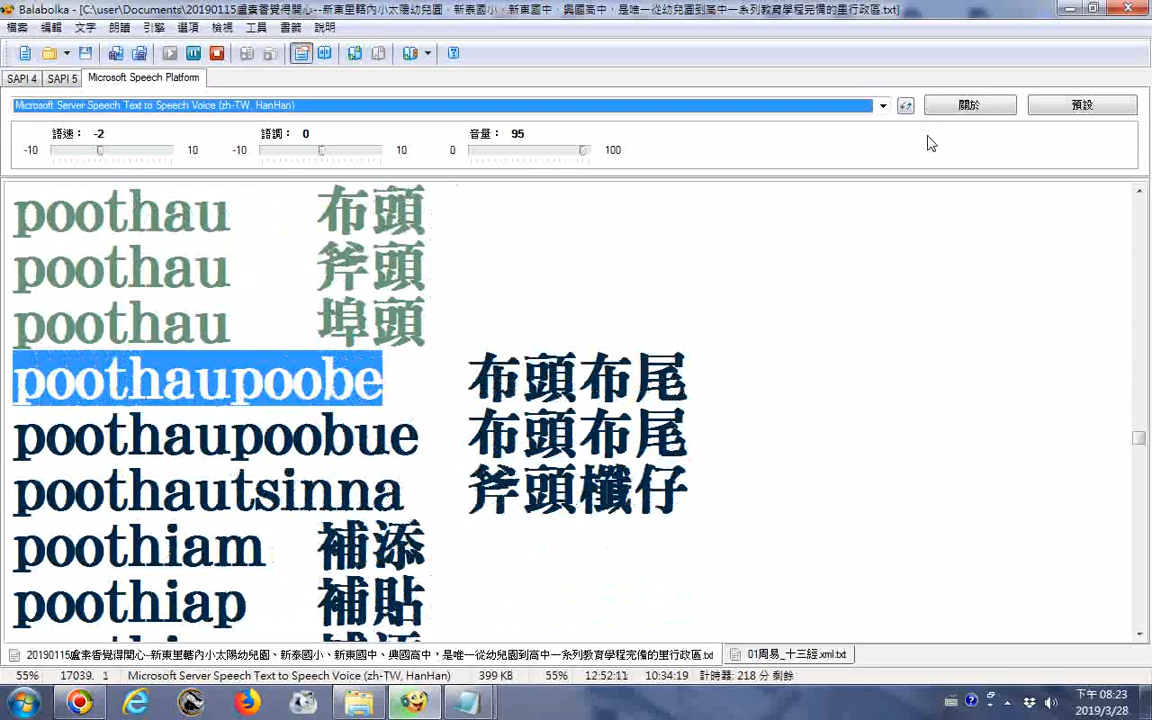 Balabolka - [C:\user\Documents\20190115盧素香覺得開心--新東里轄內小太陽幼兒園、新泰國小、新東國中、興國高中，是唯一從幼兒園到高中一系列教育學程完備的里行政區.txt]
檔案 編輯 文字 朗讀 引擎 選項 檢視 工具 書籤 說明
SAPI 4 SAPI 5 Microsoft Speech Platform
Microsoft Server Speech Text to Speech Voice (zh-TW, HanHan) 關於 預設
語速： -2 語調： 0 音量： 95
-10 10 -10 10 0 100
poothau 布頭
poothau 斧頭
poothau 埠頭
poothaupoobe 布頭布尾
poothaupoobue 布頭布尾
poothautsinna 斧頭櫼仔
poothiam 補添
poothiap 補貼
20190115盧素香覺得開心--新東里轄內小太陽幼兒園、新泰國小、新東國中、興國高中，是唯一從幼兒園到高中一系列教育學程完備的里行政區.txt 01周易_十三經.xml.txt
55% 17039. 1 Microsoft Server Speech Text to Speech Voice (zh-TW, HanHan) 399 KB 55% 12:52:11 10:34:19 計時器: 218 分 剩餘
下午 08:23
2019/3/28